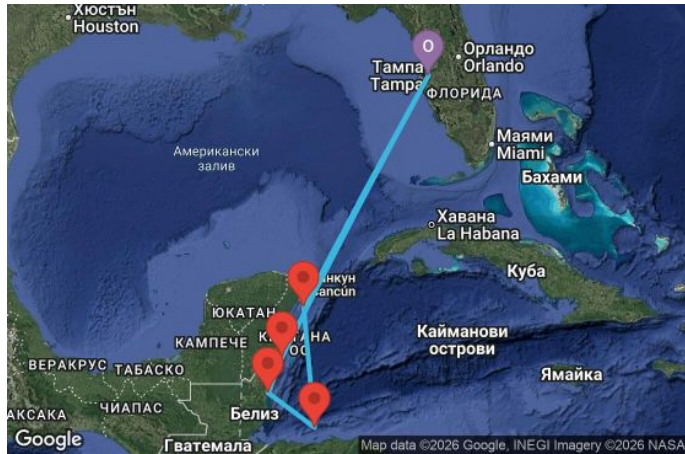 Хюстън
Houston
О
Орландо
Orlando
Тампа
Tampa
ФЛОРИДА
Маями
Miami
Американски
залив
Бахами
Хавана
La Habana
Куба
ЮКАТАН
КАМПЕЧЕ
Кайманови
острови
ВЕРАКРУС
ТАБАСКО
Ямайка
ЧИАПАС
Белиз
Гватемала
Google
Map data ©2026 Google, INEGI Imagery ©2026 NASA